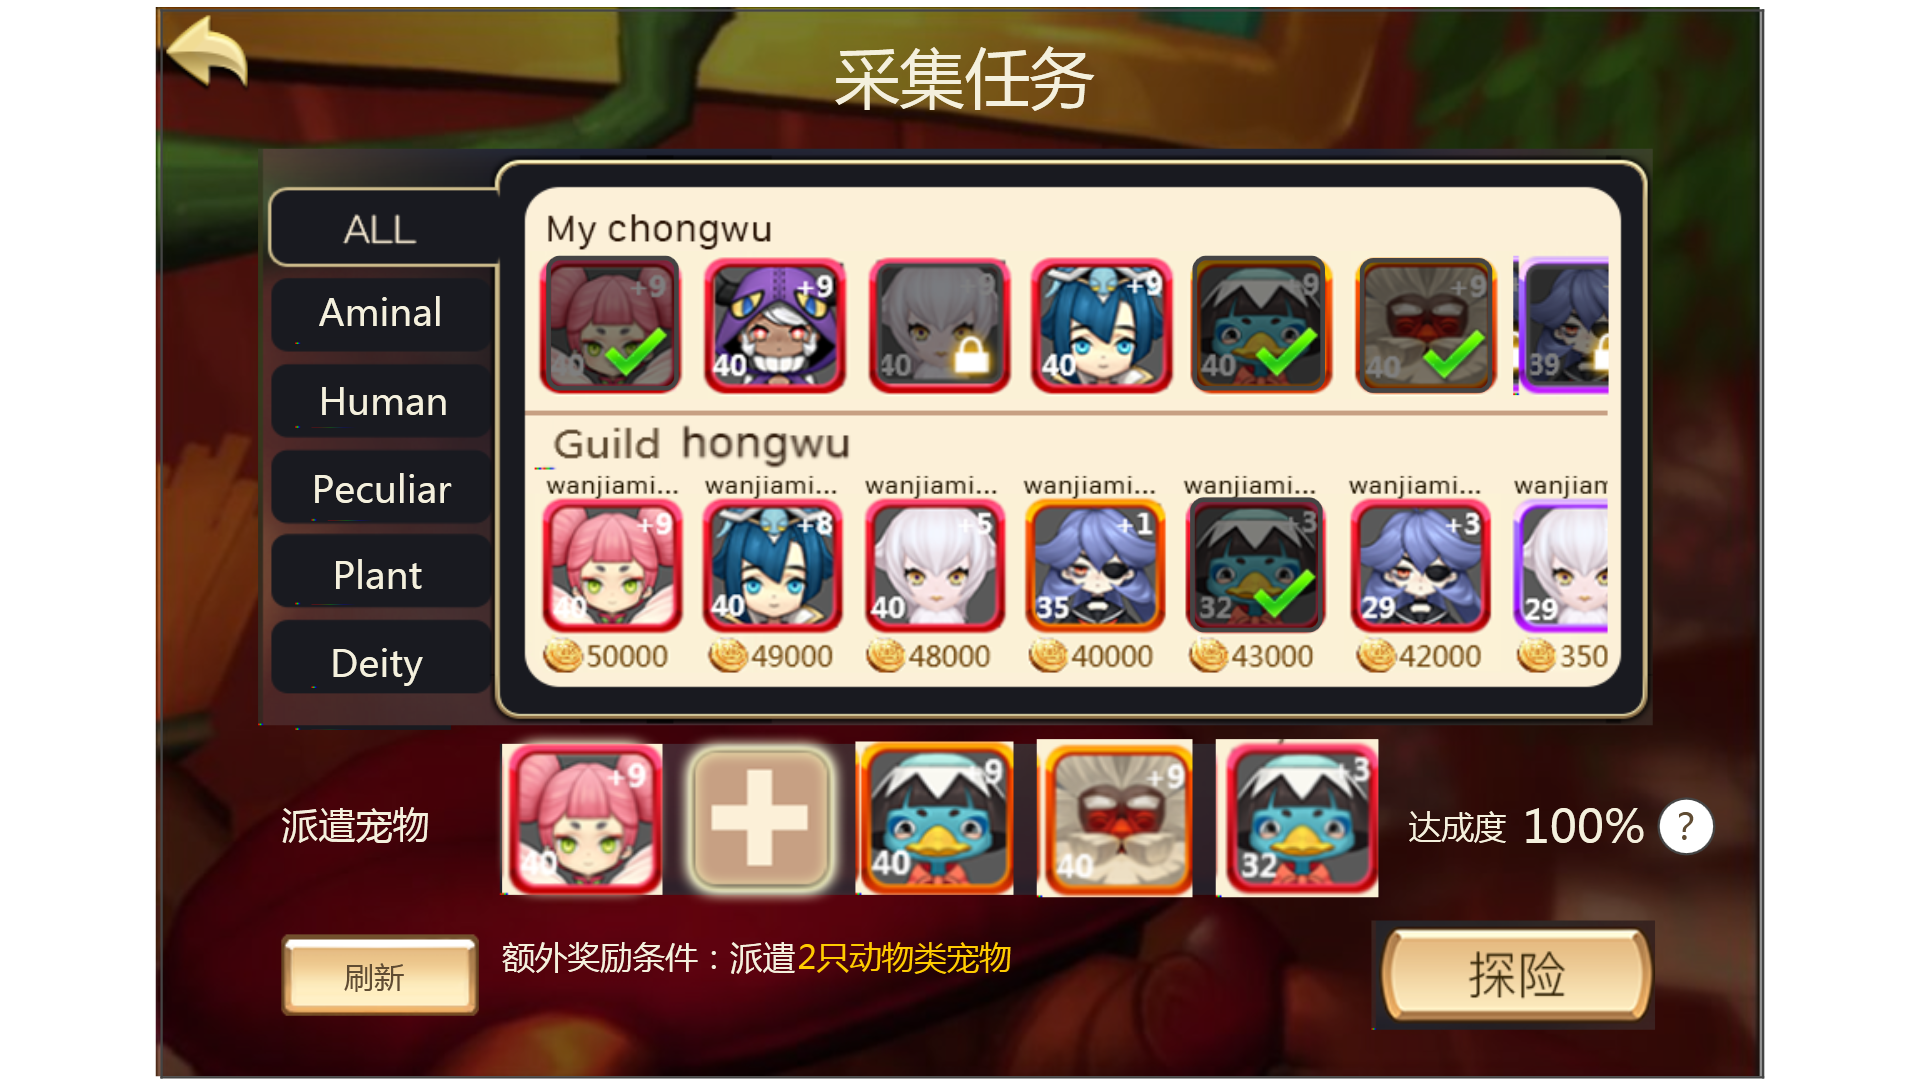 采集任务
ALL
Aminal
Human
Peculiar
Plant
Deity
My chongwu
+9 +9 +9 +9 +9
40 40 40 40 40 40 39
Guild hongwu
wanjiami... wanjiami... wanjiami... wanjiami... wanjiami... wanjiami... wanjiam
+9 +8 +5 +1 +3 +3
40 40 40 35 32 29 29
50000 49000 48000 40000 43000 42000 350
派遣宠物
+9 +9 +9 +3
40 40 40 32
达成度 100% ?
刷新
额外奖励条件：派遣2只动物类宠物
探险